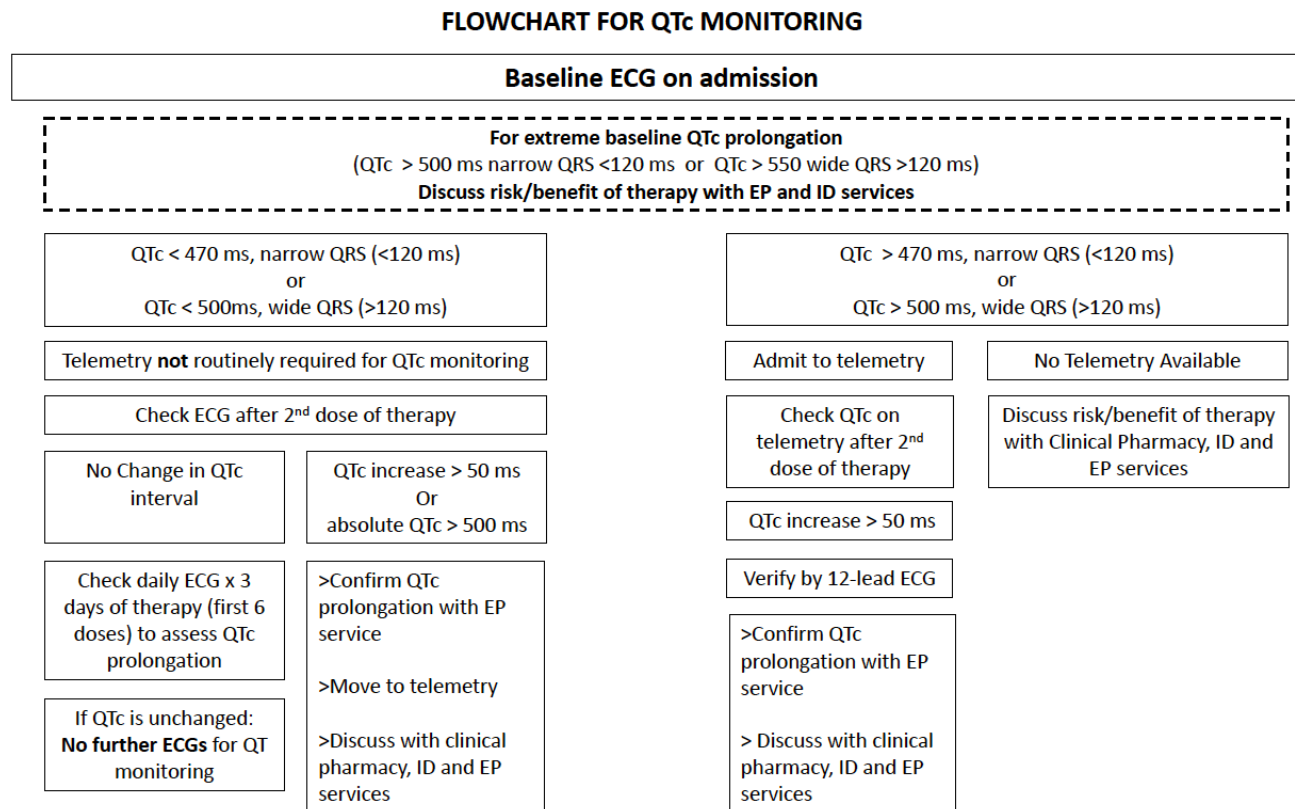 FLOWCHART FOR QTc MONITORING
Baseline ECG on admission
For extreme baseline QTc prolongation
(QTc > 500 ms narrow QRS <120 ms or QTc > 550 wide QRS >120 ms)
Discuss risk/benefit of therapy with EP and ID services
QTc < 470 ms, narrow QRS (<120 ms)
or
QTc < 500ms, wide QRS (>120 ms)
Telemetry not routinely required for QTc monitoring
Check ECG after 2nd dose of therapy
No Change in QTc
interval
QTc increase > 50 ms
Or
absolute QTc > 500 ms
Check daily ECG x 3
days of therapy (first 6
doses) to assess QTc
prolongation
If QTc is unchanged:
No further ECGs for QT
monitoring
>Confirm QTc
prolongation with EP
service
>Move to telemetry
>Discuss with clinical
pharmacy, ID and EP
services
QTc > 470 ms, narrow QRS (<120 ms)
or
QTc > 500 ms, wide QRS (>120 ms)
Admit to telemetry
Check QTc on
telemetry after 2nd
dose of therapy
QTc increase > 50 ms
Verify by 12-lead ECG
>Confirm QTc
prolongation with EP
service
> Discuss with clinical
pharmacy, ID and EP
services
No Telemetry Available
Discuss risk/benefit of therapy
with Clinical Pharmacy, ID and
EP services